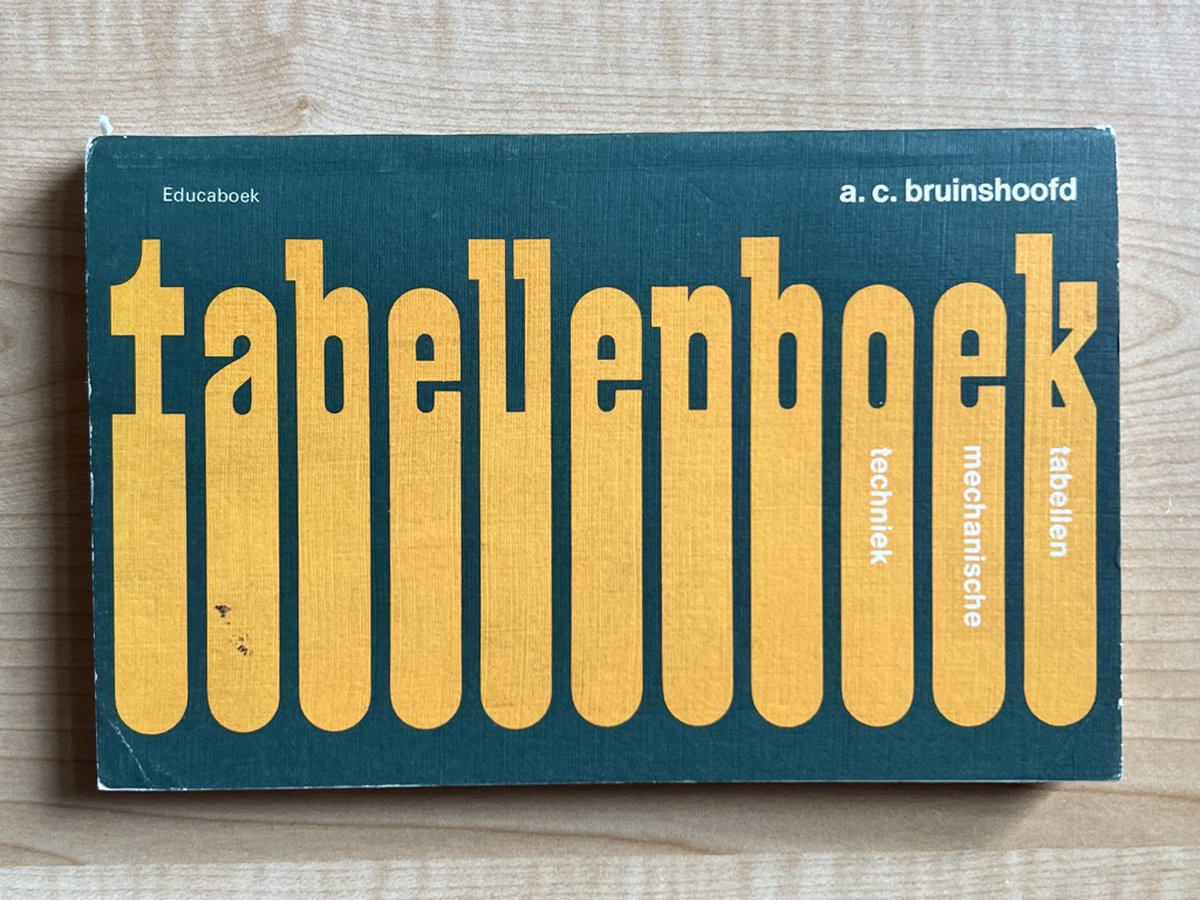 Educaboek
a. c. bruinshoofd
tabellenboek
tabellen
mechanische
techniek